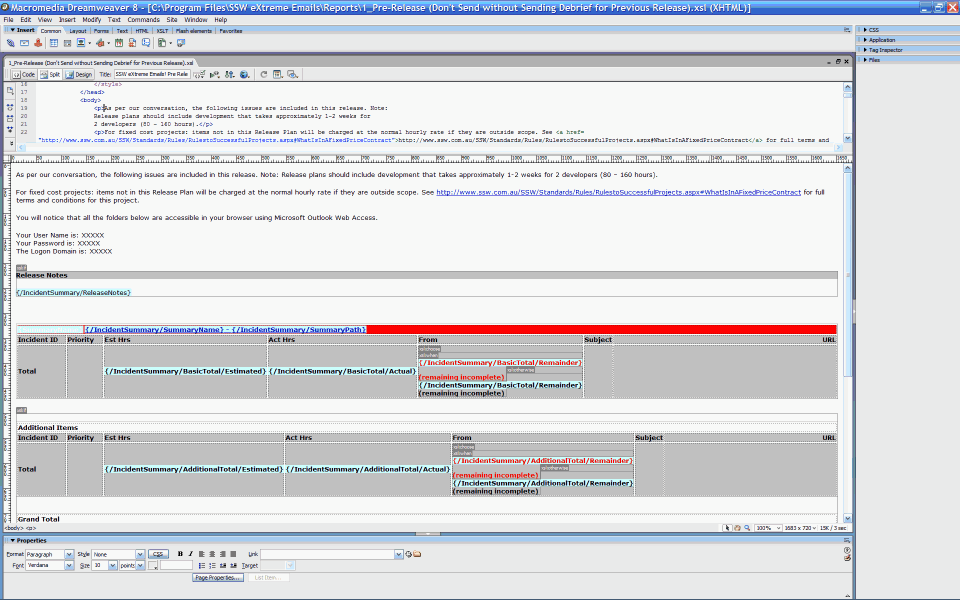 Macromedia Dreamweaver 8 - [C:\Program Files\SSW eXtreme Emails\Reports\1_Pre-Release (Don't Send without Sending Debrief for Previous Release).xsl (XHTML)]
File Edit View Insert Modify Text Commands Site Window Help
Insert Common Layout Forms Text HTML XSLT Flash elements Favorites
CSS
Application
Tag Inspector
Files
1_Pre-Release (Don't Send without Sending Debrief for Previous Release).xsl
Code Split Design Title: SSW eXtreme Emails! Pre Rele
16 </style>
17 </head>
18 <body>
19 <p>As per our conversation, the following issues are included in this release. Note:
20 Release plans should include development that takes approximately 1-2 weeks for
21 2 developers (80 - 160 hours).</p>
22 <p>For fixed cost projects: items not in this Release Plan will be charged at the normal hourly rate if they are outside scope. See <a href=
"http://www.ssw.com.au/SSW/Standards/Rules/RulestoSuccessfulProjects.aspx#WhatIsInAFixedPriceContract">http://www.ssw.com.au/SSW/Standards/Rules/RulestoSuccessfulProjects.aspx#WhatIsInAFixedPriceContract</a> for full terms and
As per our conversation, the following issues are included in this release. Note: Release plans should include development that takes approximately 1-2 weeks for 2 developers (80 - 160 hours).
For fixed cost projects: items not in this Release Plan will be charged at the normal hourly rate if they are outside scope. See http://www.ssw.com.au/SSW/Standards/Rules/RulestoSuccessfulProjects.aspx#WhatIsInAFixedPriceContract for full
terms and conditions for this project.
You will notice that all the folders below are accessible in your browser using Microsoft Outlook Web Access.
Your User Name is: XXXXX
Your Password is: XXXXX
The Logon Domain is: XXXXX
xsl:if
Release Notes
{/IncidentSummary/ReleaseNotes}
{/IncidentSummary/SummaryName} - {/IncidentSummary/SummaryPath}
Incident ID Priority Est Hrs Act Hrs From Subject URL
xsl:choose
xsl:when
{/IncidentSummary/BasicTotal/Remainder}
Total {/IncidentSummary/BasicTotal/Estimated} {/IncidentSummary/BasicTotal/Actual}
(remaining incomplete) xsl:otherwise
{/IncidentSummary/BasicTotal/Remainder}
(remaining incomplete)
xsl:if
Additional Items
Incident ID Priority Est Hrs Act Hrs From Subject URL
xsl:choose
xsl:when
{/IncidentSummary/AdditionalTotal/Remainder}
Total {/IncidentSummary/AdditionalTotal/Estimated} {/IncidentSummary/AdditionalTotal/Actual}
(remaining incomplete) xsl:otherwise
{/IncidentSummary/AdditionalTotal/Remainder}
(remaining incomplete)
Grand Total
<body> <p> 100% 1683 x 720 15K / 3 sec
Properties
Format Paragraph Style None CSS B I Link
Font Verdana Size 10 points Target
Page Properties... List Item...